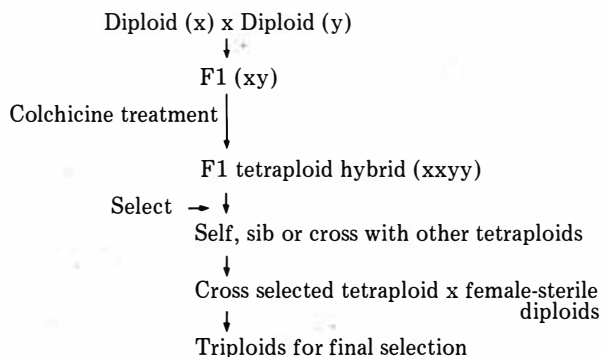 Diploid (x) x Diploid (y)
F1 (xy)
Colchicine treatment
F1 tetraploid hybrid (xxyy)
Select
Self, sib or cross with other tetraploids
Cross selected tetraploid x female-sterile
diploids
Triploids for final selection